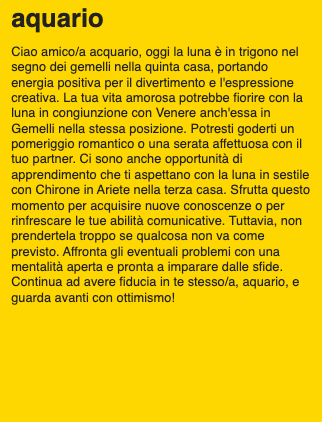 aquario
Ciao amico/a acquario, oggi la luna è in trigono nel
segno dei gemelli nella quinta casa, portando
energia positiva per il divertimento e l'espressione
creativa. La tua vita amorosa potrebbe fiorire con la
luna in congiunzione con Venere anch'essa in
Gemelli nella stessa posizione. Potresti goderti un
pomeriggio romantico o una serata affettuosa con il
tuo partner. Ci sono anche opportunità di
apprendimento che ti aspettano con la luna in sestile
con Chirone in Ariete nella terza casa. Sfrutta questo
momento per acquisire nuove conoscenze o per
rinfrescare le tue abilità comunicative. Tuttavia, non
prendertela troppo se qualcosa non va come
previsto. Affronta gli eventuali problemi con una
mentalità aperta e pronta a imparare dalle sfide.
Continua ad avere fiducia in te stesso/a, aquario, e
guarda avanti con ottimismo!